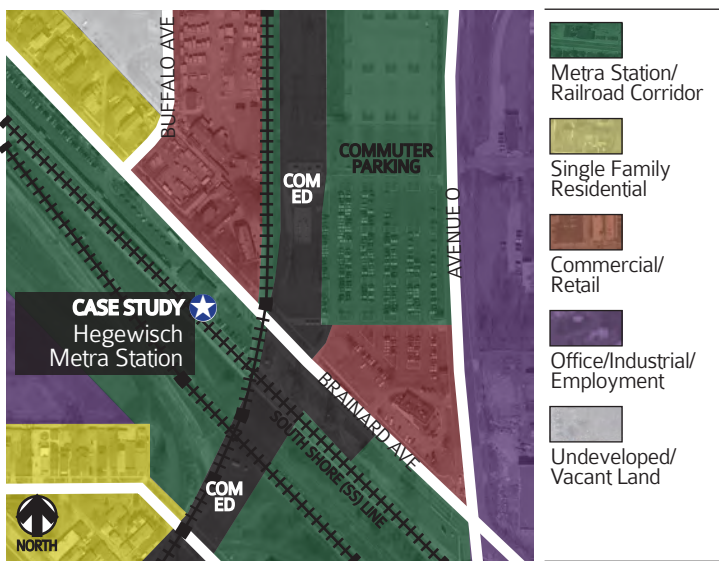 BUFFALO AVE
COMMUTER
PARKING
COM
ED
AVENUE O
CASE STUDY
Hegewisch
Metra Station
BRAINARD AVE
SOUTH SHORE (SS) LINE
COM
ED
NORTH
Metra Station/
Railroad Corridor
Single Family
Residential
Commercial/
Retail
Office/Industrial/
Employment
Undeveloped/
Vacant Land